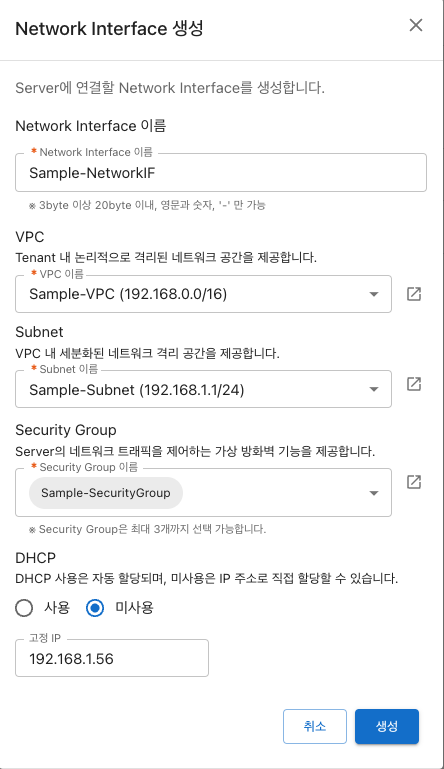 Network Interface 생성
Server에 연결할 Network Interface를 생성합니다.
Network Interface 이름
* Network Interface 이름
Sample-NetworkIF
※ 3byte 이상 20byte 이내, 영문과 숫자, '-' 만 가능
VPC
Tenant 내 논리적으로 격리된 네트워크 공간을 제공합니다.
* VPC 이름
Sample-VPC (192.168.0.0/16)
Subnet
VPC 내 세분화된 네트워크 격리 공간을 제공합니다.
* Subnet 이름
Sample-Subnet (192.168.1.1/24)
Security Group
Server의 네트워크 트래픽을 제어하는 가상 방화벽 기능을 제공합니다.
* Security Group 이름
Sample-SecurityGroup
※ Security Group은 최대 3개까지 선택 가능합니다.
DHCP
DHCP 사용은 자동 할당되며, 미사용은 IP 주소로 직접 할당할 수 있습니다.
사용 미사용
고정 IP
192.168.1.56
취소 생성